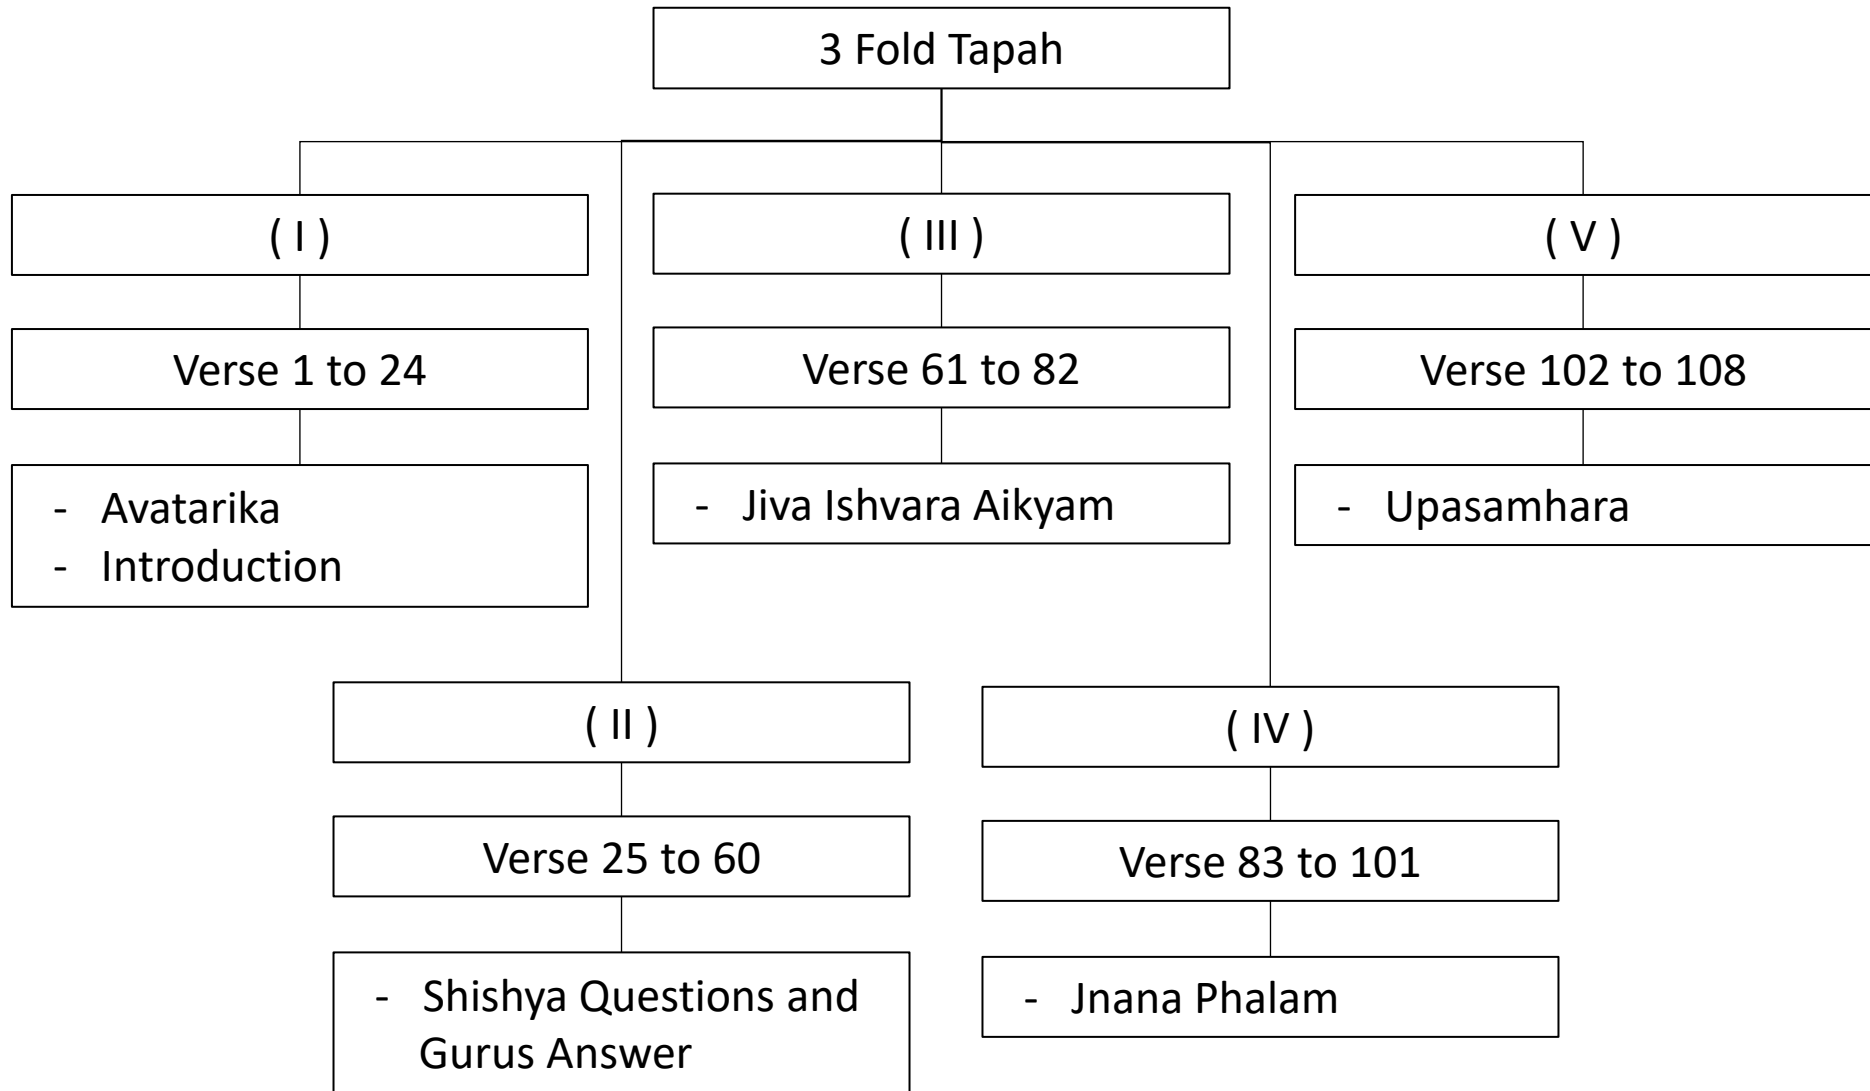 3 Fold Tapah
( I )
Verse 1 to 24
- Avatarika
- Introduction
( II )
Verse 25 to 60
- Shishya Questions and
Gurus Answer
( III )
Verse 61 to 82
- Jiva Ishvara Aikyam
( IV )
Verse 83 to 101
- Jnana Phalam
( V )
Verse 102 to 108
- Upasamhara